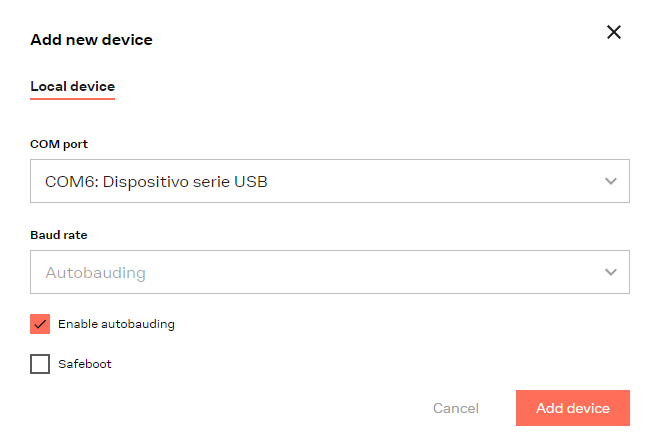 Add new device
Local device
COM port
COM6: Dispositivo serie USB
Baud rate
Autobauding
Enable autobauding
Safeboot
Cancel
Add device